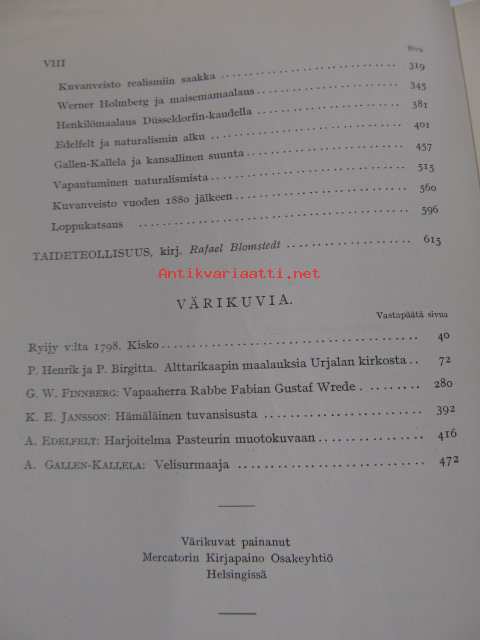 VIII
Sivu
Kuvanveisto realismiin saakka 319
Werner Holmberg ja maisemamaalaus 345
Henkilömaalaus Düsseldorfin-kaudella 381
Edelfelt ja naturalismin alku 401
Gallen-Kallela ja kansallinen suunta 457
Vapautuminen naturalismista 515
Kuvanveisto vuoden 1880 jälkeen 560
Loppukatsaus 596
TAIDETEOLLISUUS, kirj. Rafael Blomstedt 615
Antikvariaatti.net
VÄRIKUVIA.
Vastapäätä sivua
Ryijy v:lta 1798. Kisko 40
P. Henrik ja P. Birgitta. Alttarikaapin maalauksia Urjalan kirkosta 72
G. W. FINNBERG: Vapaaherra Rabbe Fabian Gustaf Wrede 280
K. E. JANSSON: Hämäläinen tuvansisusta 392
A. EDELFELT: Harjoitelma Pasteurin muotokuvaan 416
A. GALLEN-KALLELA: Velisurmaaja 472
Värikuvat painanut
Mercatorin Kirjapaino Osakeyhtiö
Helsingissä